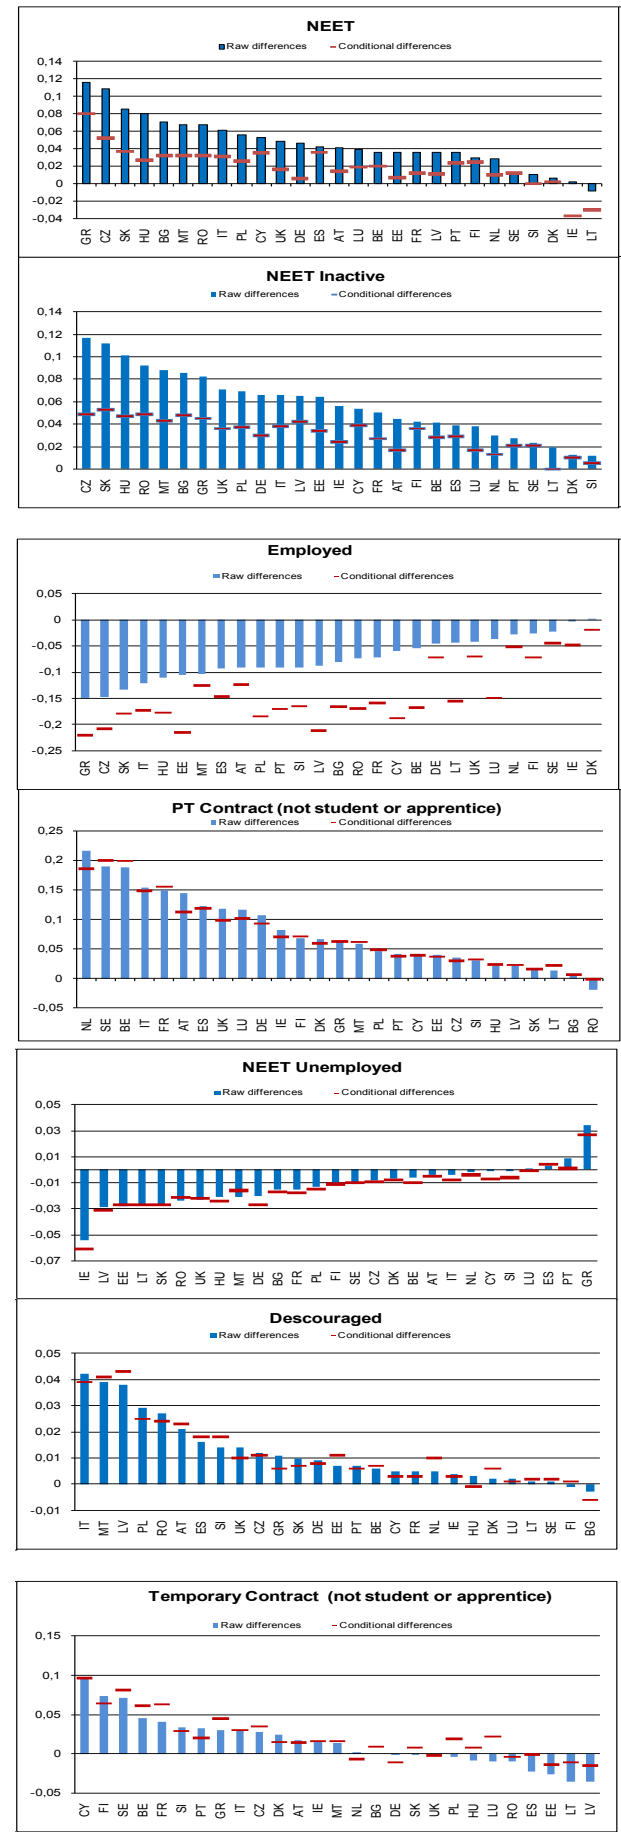 NEET
Raw differences Conditional differences
0,14
0,12
0,1
0,08
0,06
0,04
0,02
0
-0,02
-0,04
GR CZ SK HU BG MT RO IT PL CY UK DE ES AT LU BE EE FR LV PT FI NL SE SI DK IE LT
NEET Inactive
Raw differences Conditional differences
0,14
0,12
0,1
0,08
0,06
0,04
0,02
0
CZ SK HU RO MT BG GR UK PL DE IT LV EE IE CY FR AT FI BE ES LU NL PT SE LT DK SI
Employed
Raw differences Conditional differences
0,05
0
-0,05
-0,1
-0,15
-0,2
-0,25
GR CZ SK IT HU EE MT ES AT PL PT SI LV BG RO FR CY BE DE LT UK LU NL FI SE IE DK
PT Contract (not student or apprentice)
Raw differences Conditional differences
0,25
0,2
0,15
0,1
0,05
0
-0,05
NL SE BE IT FR AT ES UK LU DE IE FI DK GR MT PL PT CY EE CZ SI HU LV SK LT BG RO
NEET Unemployed
Raw differences Conditional differences
0,05
0,03
0,01
-0,01
-0,03
-0,05
-0,07
IE LV EE LT SK RO UK HU MT DE BG FR PL FI SE CZ DK BE AT IT NL CY SI LU ES PT GR
Descouraged
Raw differences Conditional differences
0,05
0,04
0,03
0,02
0,01
0
-0,01
IT MT LV PL RO AT ES SI UK CZ GR SK DE EE PT BE CY FR NL IE HU DK LU LT SE FI BG
Temporary Contract (not student or apprentice)
Raw differences Conditional differences
0,15
0,1
0,05
0
-0,05
CY FI SE BE FR SI PT GR IT CZ DK AT IE MT NL BG DE SK UK PL HU LU RO ES EE LT LV